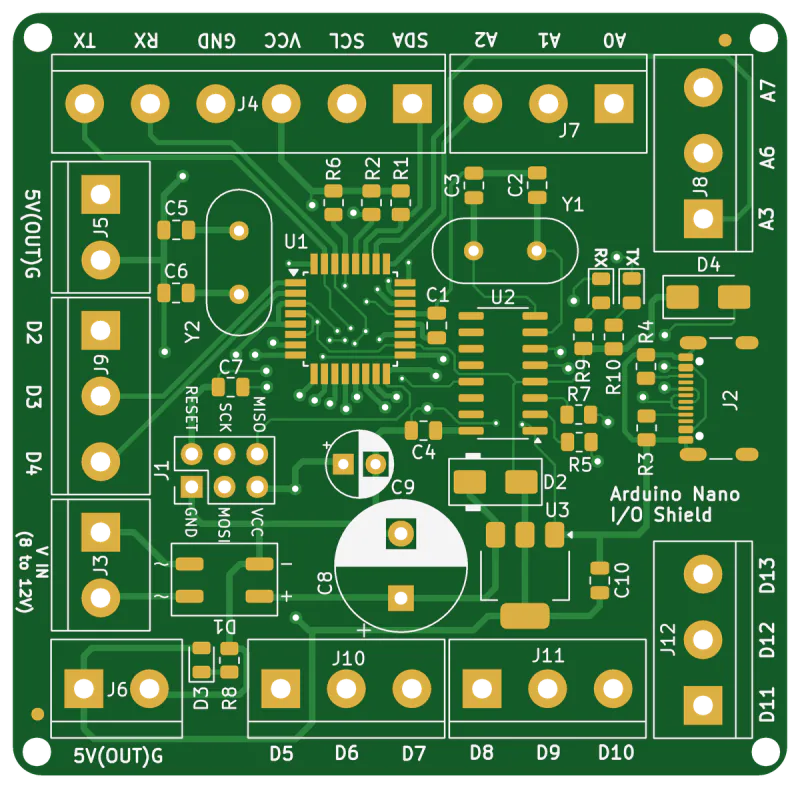 TX RX GND VCC SCL SDA A2 A1 A0
J4
J7
A7
J8
A6
A3
R6 R2 R1
C3 C2
Y1
5V(OUT)G
J5
C5
U1
C6
Y2
RX TX
D4
C1
U2
D2
J9
D3
D4
R4
R9 R10
J2
C7
RESET
SCK
MISO
R7
C4
R5
R3
J1
GND
MOSI
VCC
+
C9
D2
U3
Arduino Nano
I/O Shield
V IN
(8 to 12V)
J3
~ -
~ +
D1
C8
+
C10
D13
J12
D12
D11
J6
D3
R8
J10
J11
5V(OUT)G
D5 D6 D7 D8 D9 D10